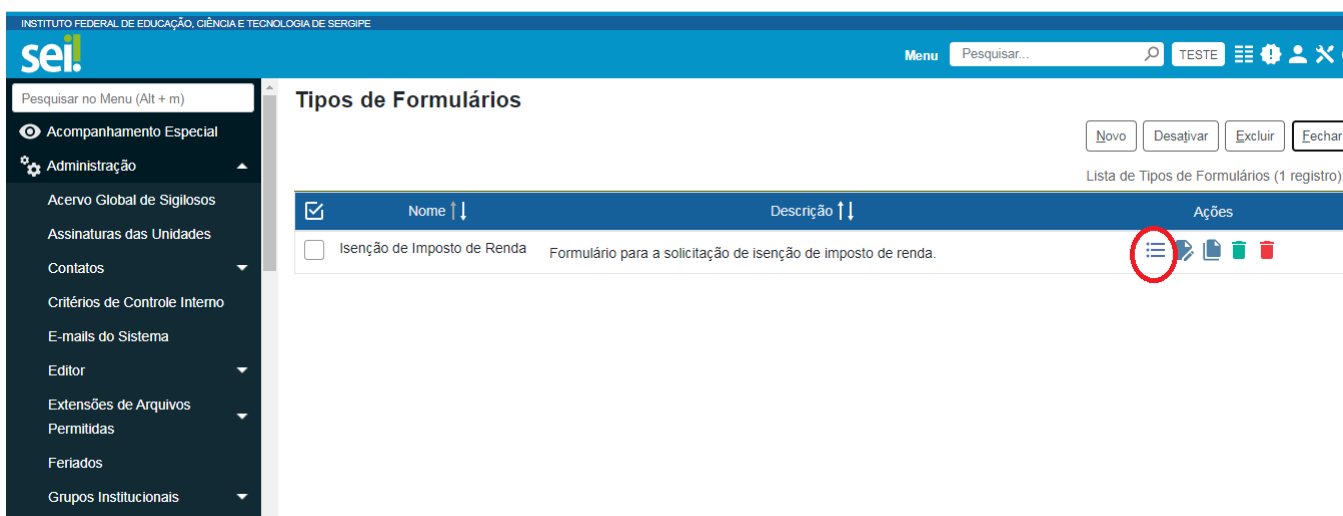 INSTITUTO FEDERAL DE EDUCAÇÃO, CIÊNCIA E TECNOLOGIA DE SERGIPE
sei!
Menu
Pesquisar...
TESTE
Pesquisar no Menu (Alt + m)
Acompanhamento Especial
Administração
Acervo Global de Sigilosos
Assinaturas das Unidades
Contatos
Critérios de Controle Interno
E-mails do Sistema
Editor
Extensões de Arquivos
Permitidas
Feriados
Grupos Institucionais
Tipos de Formulários
Novo
Desativar
Excluir
Fechar
Lista de Tipos de Formulários (1 registro)
Nome
Descrição
Ações
Isenção de Imposto de Renda
Formulário para a solicitação de isenção de imposto de renda.